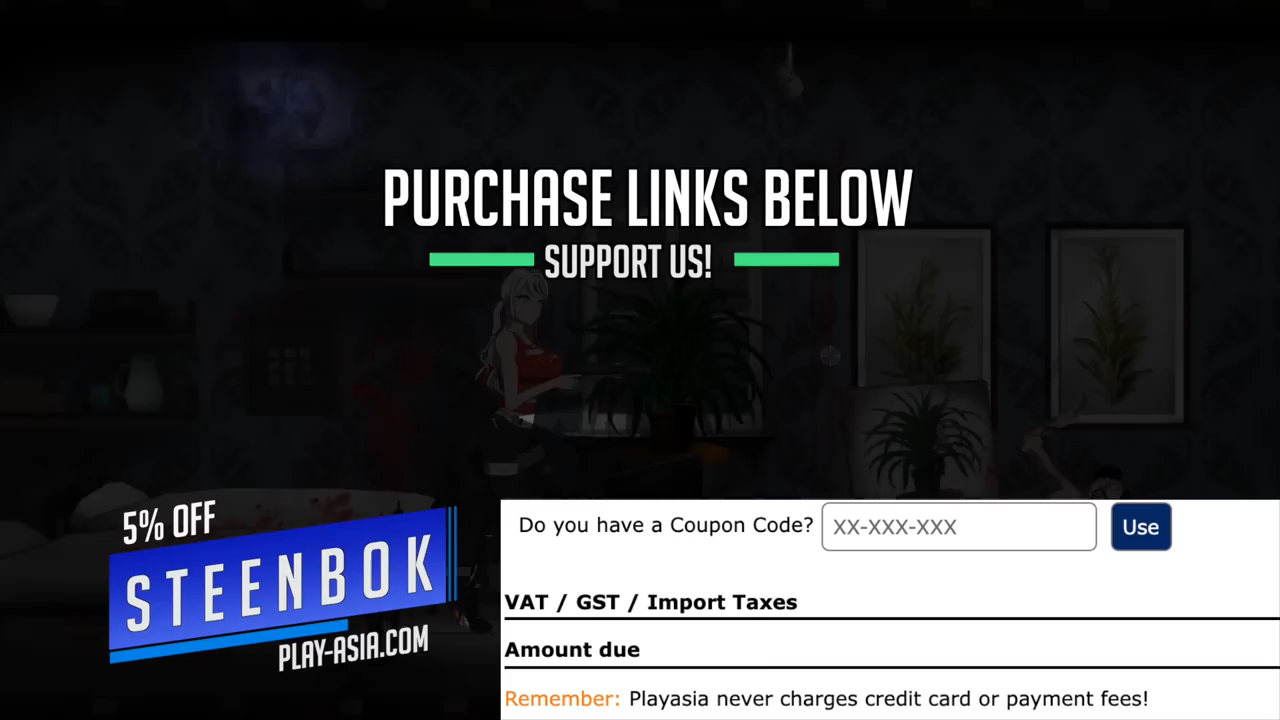 PURCHASE LINKS BELOW
SUPPORT US!
5% OFF
STEENBOK
PLAY-ASIA.COM
Do you have a Coupon Code? XX-XXX-XXX Use
VAT / GST / Import Taxes
Amount due
Remember: Playasia never charges credit card or payment fees!